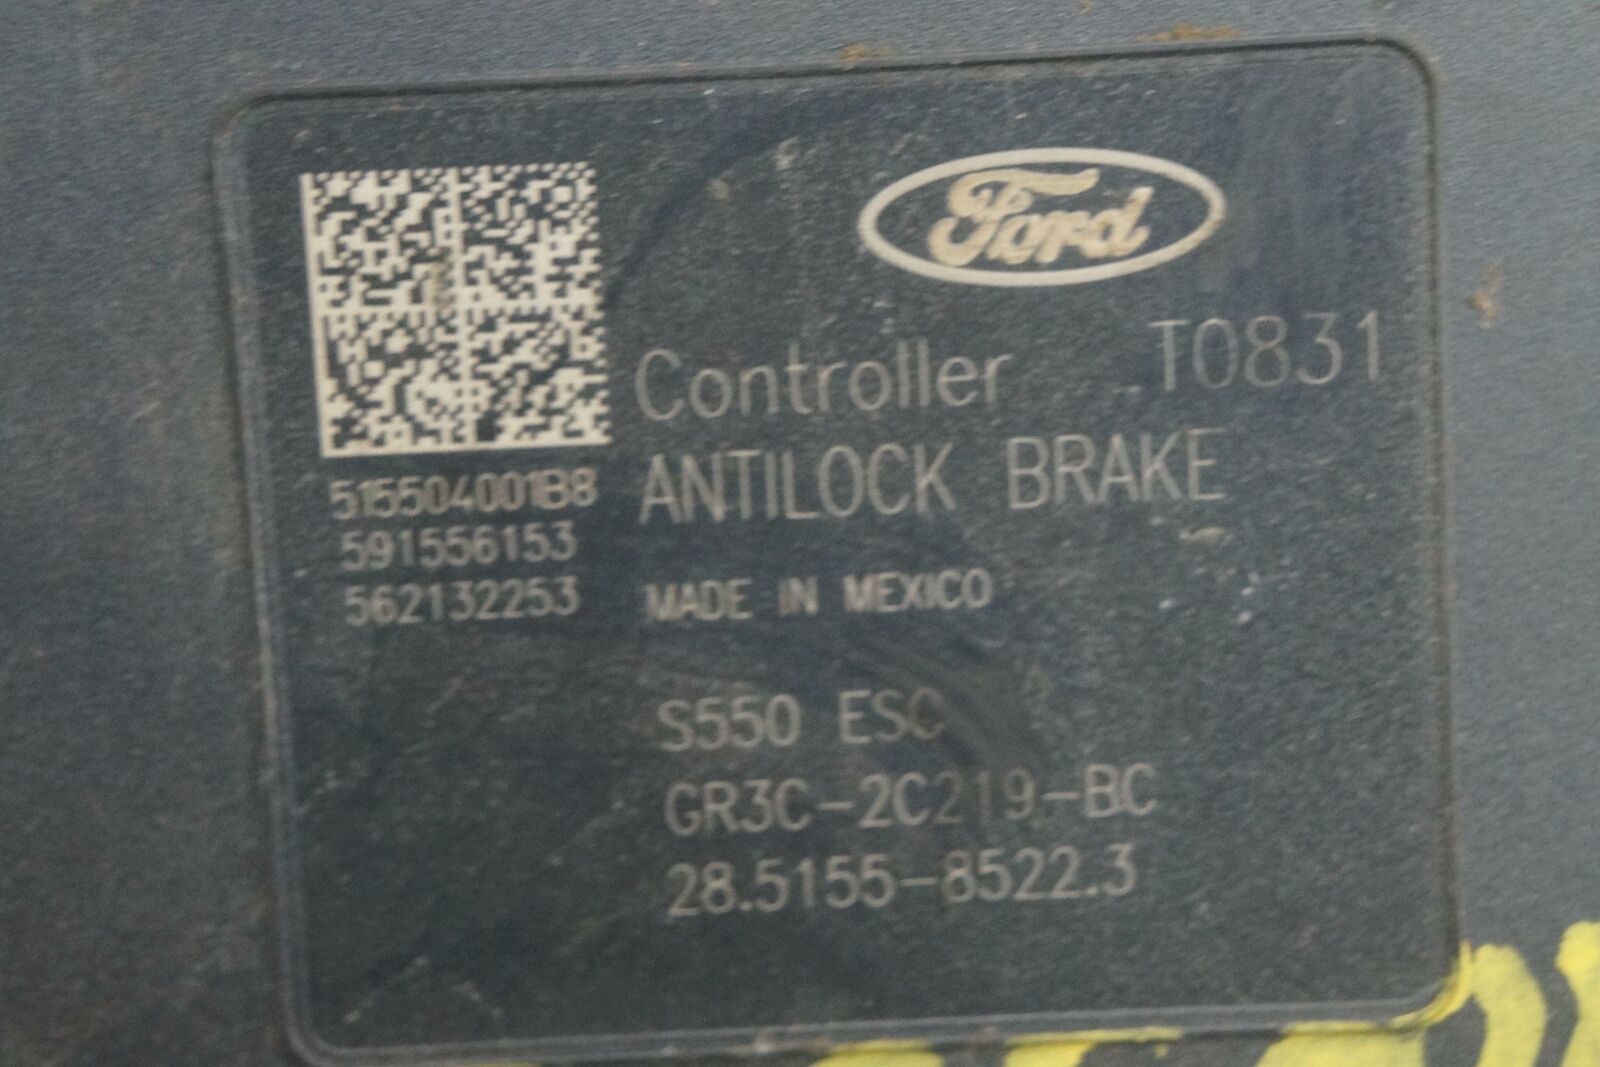 Ford
Controller T0831
ANTILOCK BRAKE
515504001B8
591556153
562132253
MADE IN MEXICO
S550 ESC
GR3C-2C219-BC
28.5155-8522.3